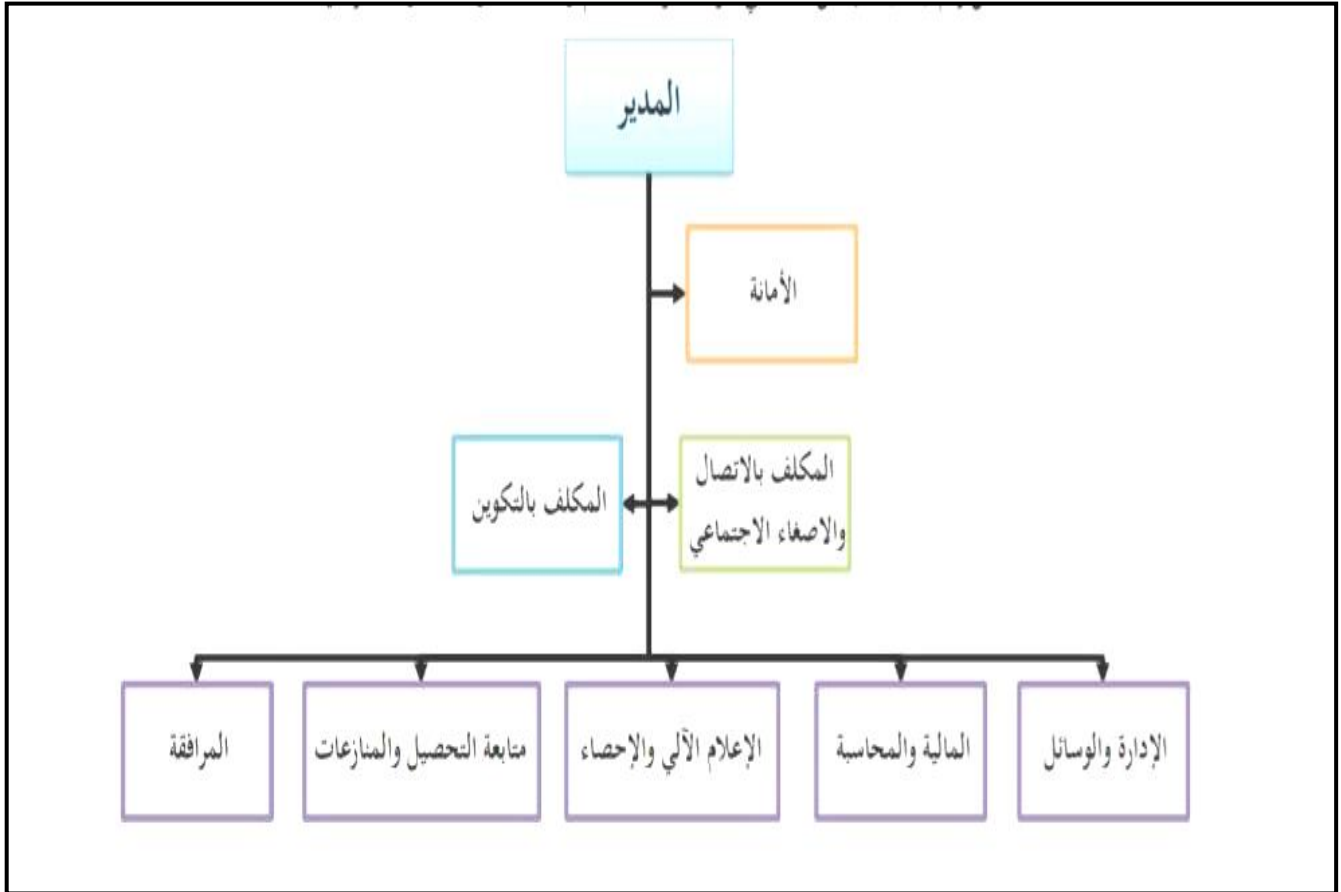 المدير
الأمانة
المكلف بالاتصال
والاصغاء الاجتماعي
المكلف بالتكوين
الإدارة والوسائل
المالية والمحاسبة
الإعلام الآلي والإحصاء
متابعة التحصيل والمنازعات
المرافقة